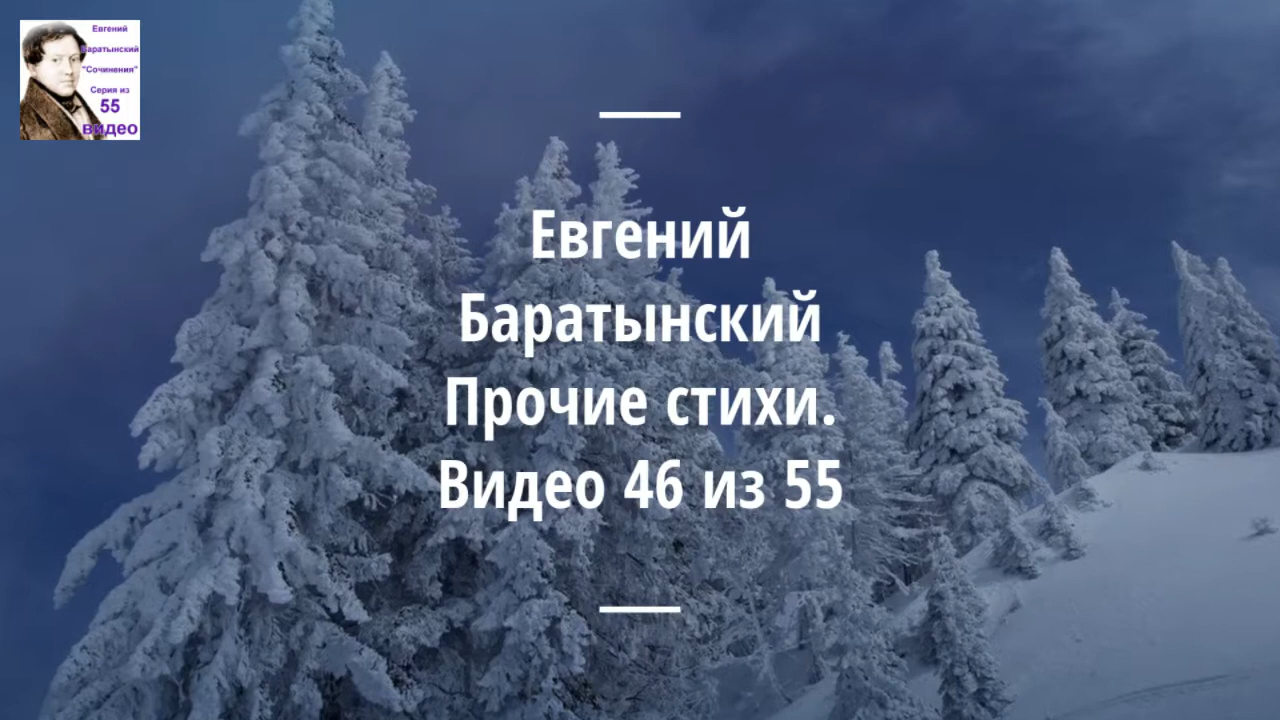 Евгений
Баратынский
"Сочинения"
Серия из
55
видео
Евгений
Баратынский
Прочие стихи.
Видео 46 из 55